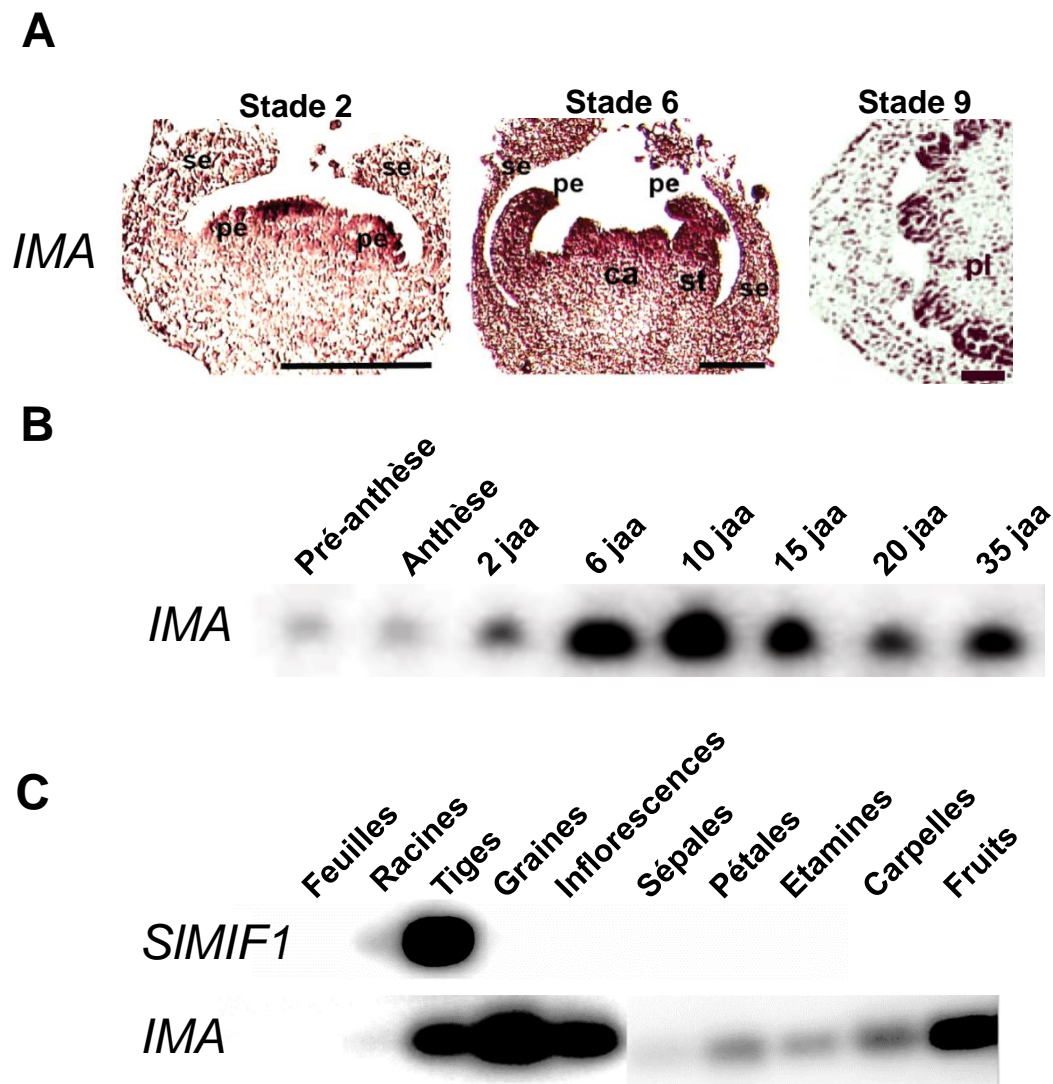 A
Stade 2
Stade 6
Stade 9
IMA
se
se
pe
pe
se
pe
pe
ca
st
se
pl
B
Pré-anthèse
Anthèse
2 jaa
6 jaa
10 jaa
15 jaa
20 jaa
35 jaa
IMA
C
Feuilles
Racines
Tiges
Graines
Inflorescences
Sépales
Pétales
Etamines
Carpelles
Fruits
SlMIF1
IMA